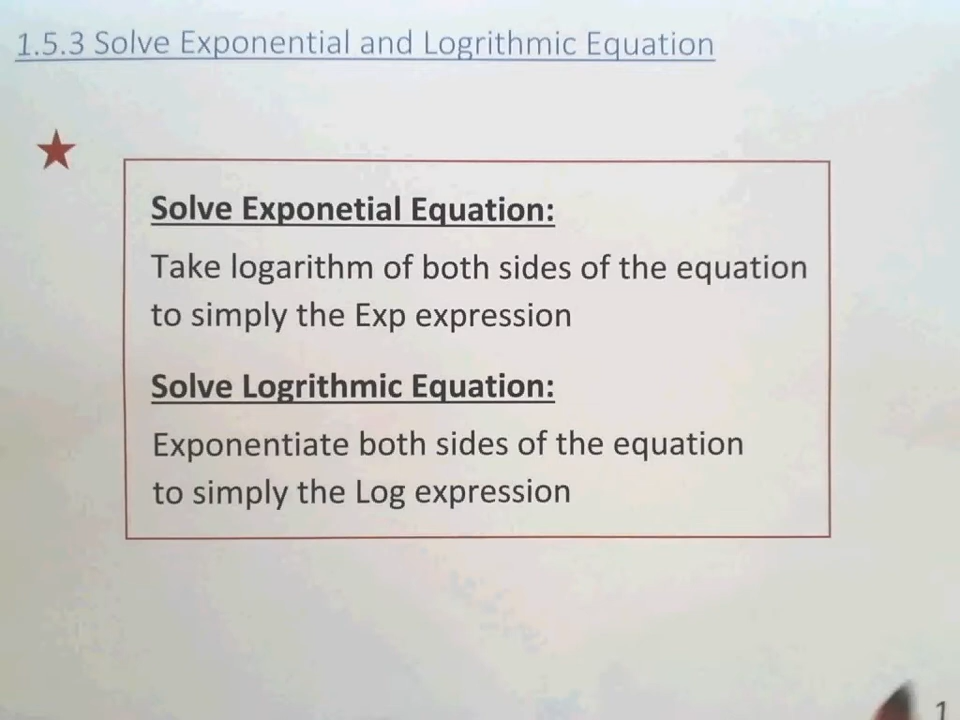 1.5.3 Solve Exponential and Logrithmic Equation
Solve Exponetial Equation:
Take logarithm of both sides of the equation
to simply the Exp expression
Solve Logrithmic Equation:
Exponentiate both sides of the equation
to simply the Log expression
1